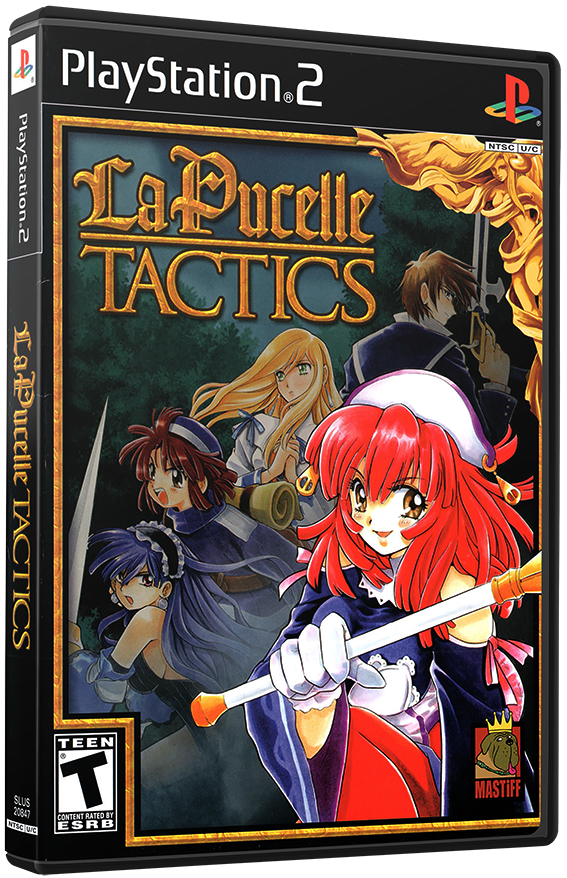 PlayStation®2
NTSC U/C
La Pucelle
TACTICS
TEEN
T
®
CONTENT RATED BY
ESRB
MASTIFF
PlayStation®2
La Pucelle TACTICS
SLUS
20847
NTSC U/C